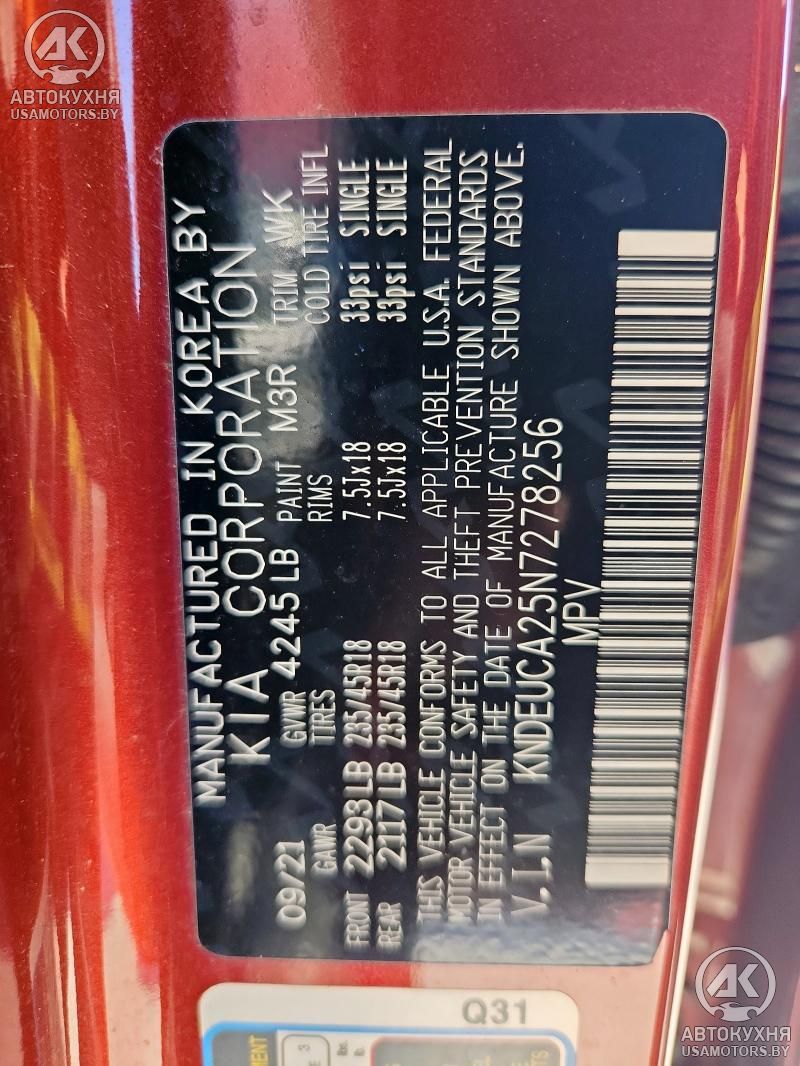 АВТОКУХНЯ
USAMOTORS.BY
MANUFACTURED IN KOREA BY
KIA CORPORATION
09/21 GVWR 4245LB PAINT M3R TRIM WK
GAWR TIRES RIMS COLD TIRE INFL
FRONT 2293LB 235/45R18 7.5Jx18 33psi SINGLE
REAR 2117LB 235/45R18 7.5Jx18 33psi SINGLE
THIS VEHICLE CONFORMS TO ALL APPLICABLE U.S.A. FEDERAL
MOTOR VEHICLE SAFETY AND THEFT PREVENTION STANDARDS
IN EFFECT ON THE DATE OF MANUFACTURE SHOWN ABOVE.
V.I.N KNDEUCA25N7278256
MPV
Q31
АВТОКУХНЯ
USAMOTORS.BY